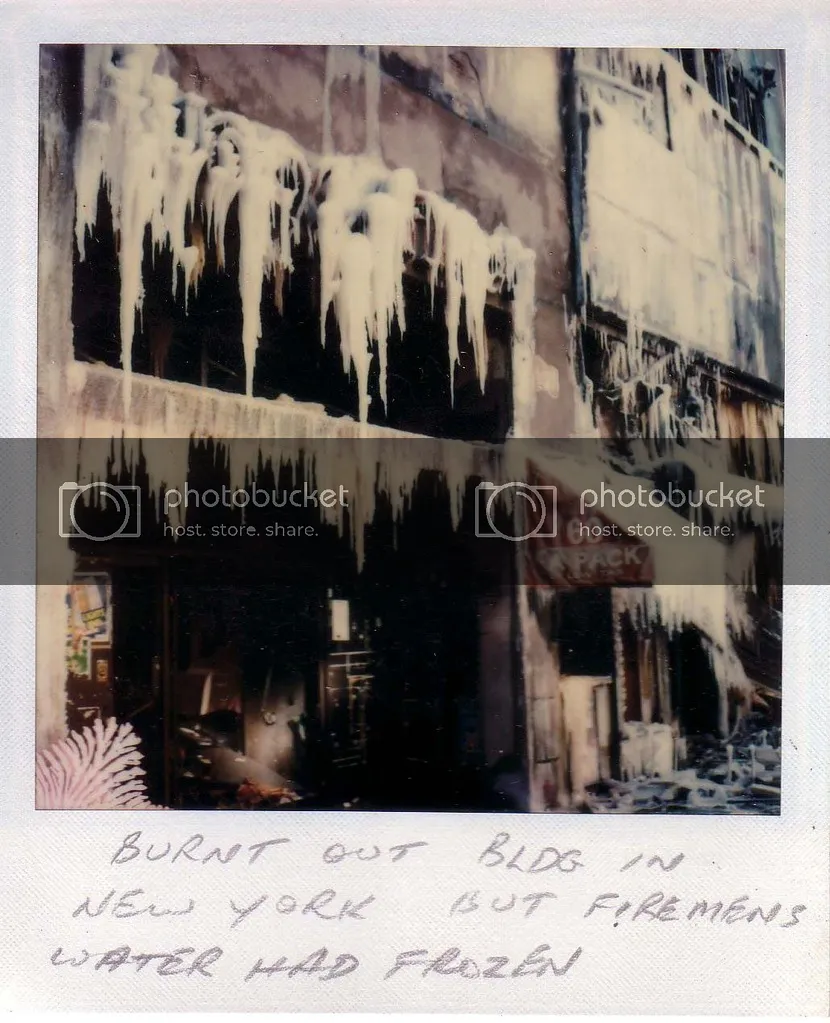 photobucket photobucket
host. store. share. host. store. share.
PACK
BURNT OUT BLDG IN
NEW YORK BUT FIREMENS
WATER HAD FROZEN